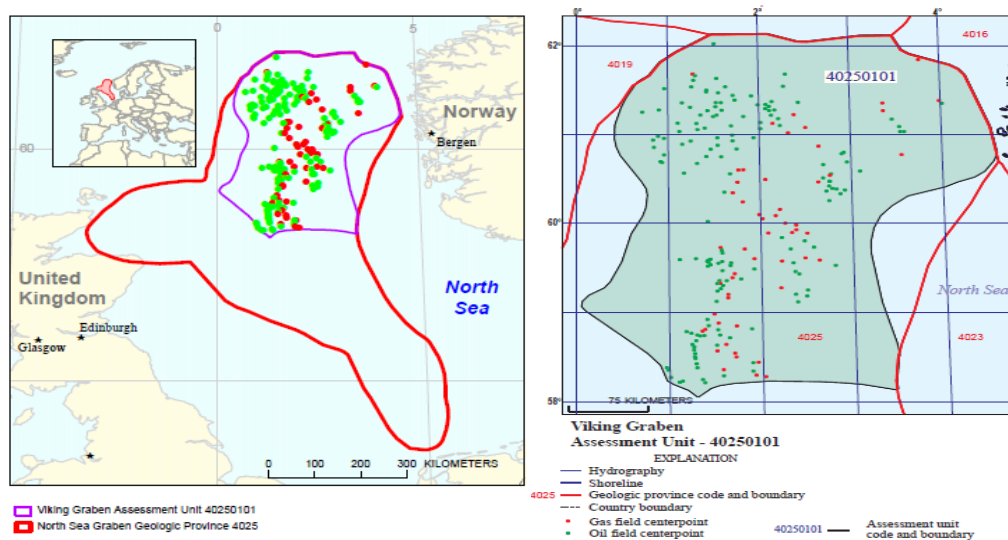 0
5
60
Norway
Bergen
United
Kingdom
Edinburgh
Glasgow
North
Sea
0 100 200 300 KILOMETERS
Viking Graben Assessment Unit 40250101
North Sea Graben Geologic Province 4025
0° 2° 4°
62°
4019
40250101
4016
60°
North Sea
4025
4023
58°
75 KILOMETERS
Viking Graben
Assessment Unit - 40250101
EXPLANATION
Hydrography
Shoreline
4025 Geologic province code and boundary
Country boundary
Gas field centerpoint
Oil field centerpoint
40250101 Assessment unit
code and boundary